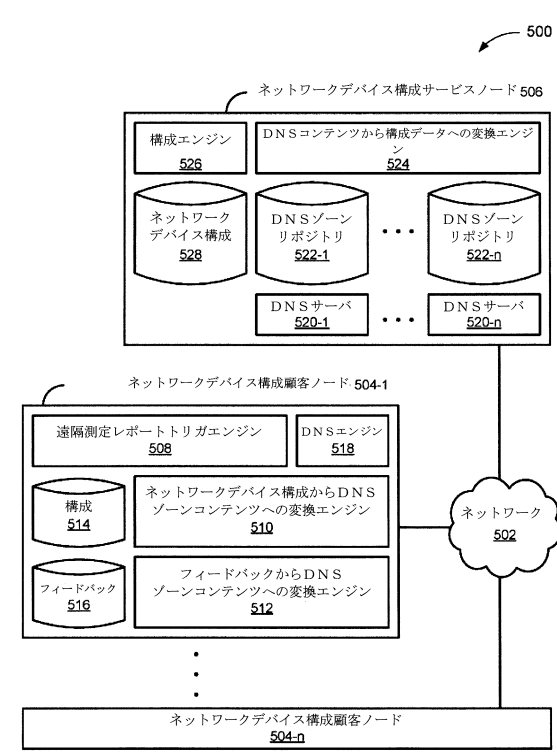 500
ネットワークデバイス構成サービスノード506
構成エンジン
526
DNSコンテンツから構成データへの変換エンジ
ン
524
ネットワーク
デバイス構成
528
DNSゾーン
リポジトリ
522-1
• • •
DNSゾーン
リポジトリ
522-n
DNSサーバ
520-1
• • •
DNSサーバ
520-n
ネットワークデバイス構成顧客ノード504-1
遠隔測定レポートトリガエンジン
508
DNSエンジン
518
構成
514
ネットワークデバイス構成からDNS
ゾーンコンテンツへの変換エンジン
510
フィードバック
516
フィードバックからDNS
ゾーンコンテンツへの変換エンジン
512
ネットワーク
502
ネットワークデバイス構成顧客ノード
504-n